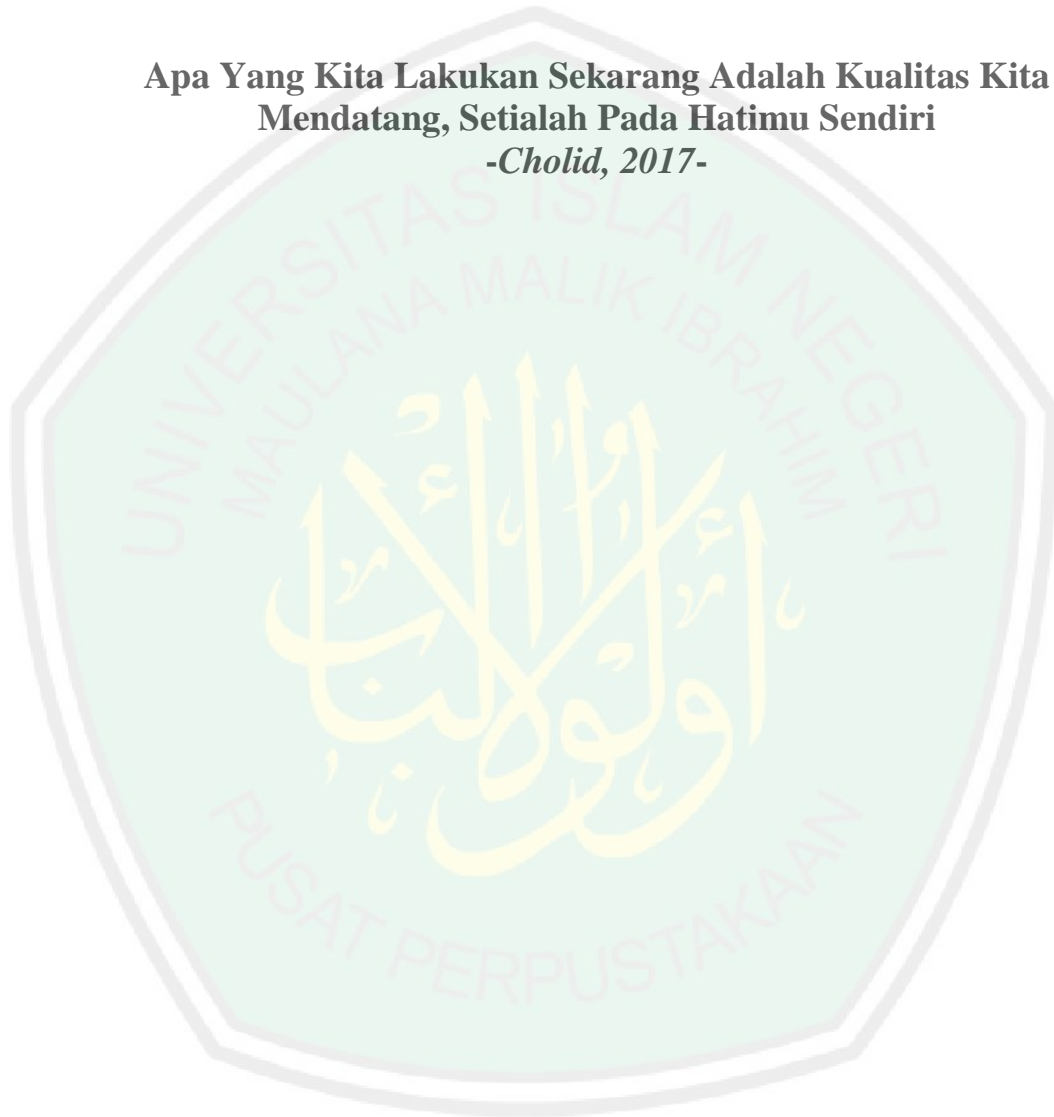 Apa Yang Kita Lakukan Sekarang Adalah Kualitas Kita
Mendatang, Setialah Pada Hatimu Sendiri
-Cholid, 2017-
UNIVERSITAS ISLAM NEGERI
MAULANA MALIK IBRAHIM
أولو الألباب
PUSAT PERPUSTAKAAN